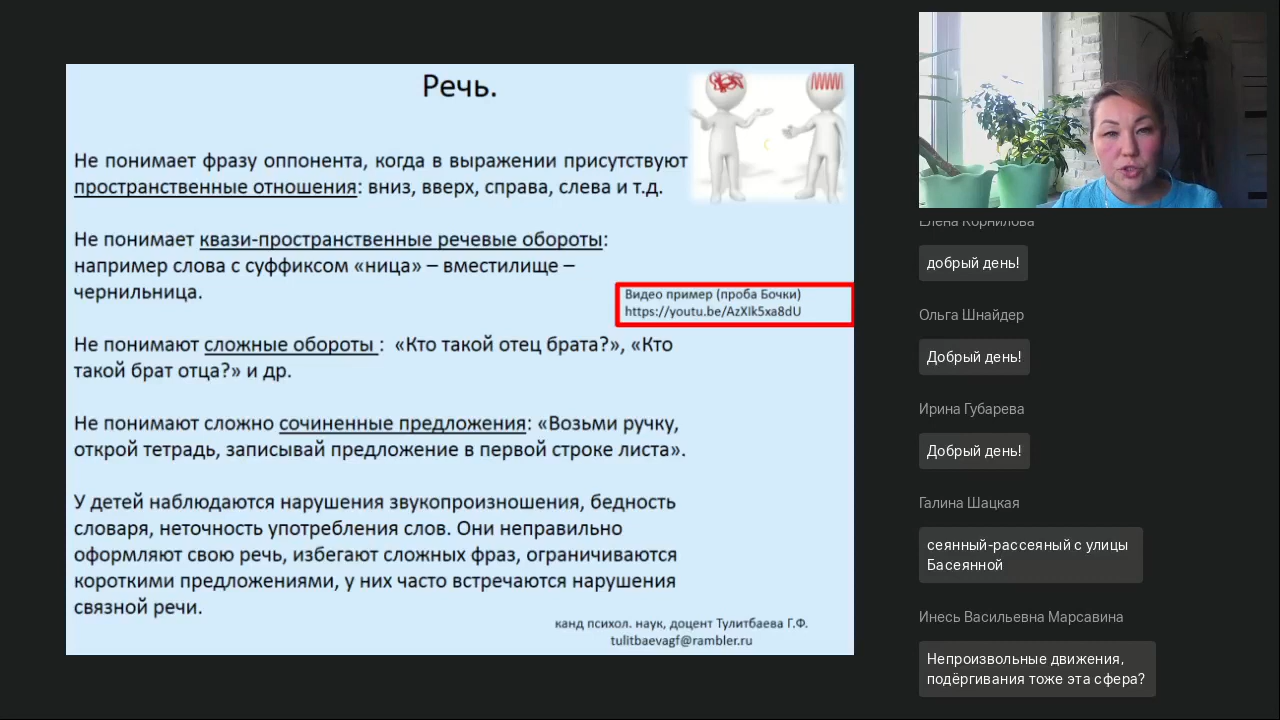 Речь.
Не понимает фразу оппонента, когда в выражении присутствуют
пространственные отношения: вниз, вверх, справа, слева и т.д.
Не понимает квази-пространственные речевые обороты:
например слова с суффиксом «ница» – вместилище –
чернильница.
Видео пример (проба Бочки)
https://youtu.be/AzXIk5xa8dU
Не понимают сложные обороты : «Кто такой отец брата?», «Кто
такой брат отца?» и др.
Не понимают сложно сочиненные предложения: «Возьми ручку,
открой тетрадь, записывай предложение в первой строке листа».
У детей наблюдаются нарушения звукопроизношения, бедность
словаря, неточность употребления слов. Они неправильно
оформляют свою речь, избегают сложных фраз, ограничиваются
короткими предложениями, у них часто встречаются нарушения
связной речи.
канд психол. наук, доцент Тулитбаева Г.Ф.
tulitbaevagf@rambler.ru
Елена Корнилова
добрый день!
Ольга Шнайдер
Добрый день!
Ирина Губарева
Добрый день!
Галина Шацкая
сеянный-рассеяный с улицы
Басеянной
Инесь Васильевна Марсавина
Непроизвольные движения,
подёргивания тоже эта сфера?